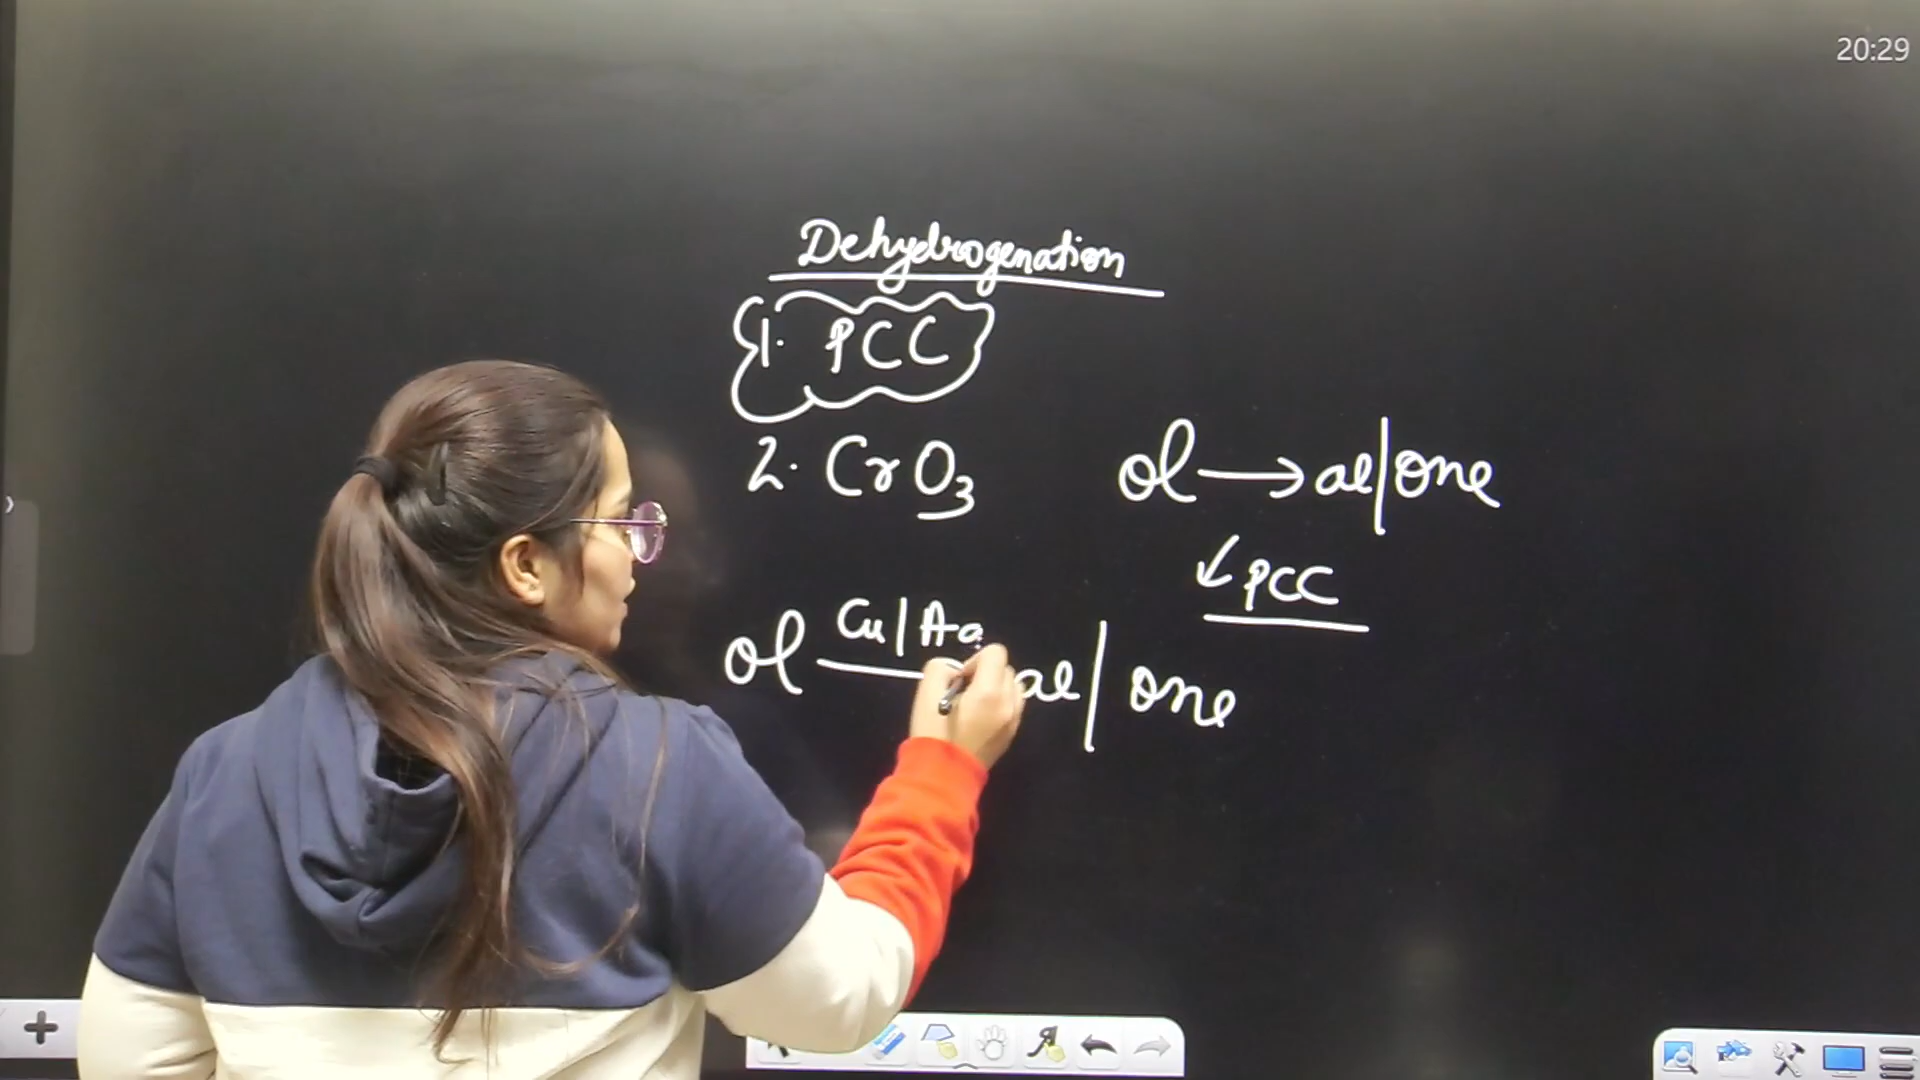 20:29
Dehydrogenation
1. PCC
2. CrO3
ol → al/one
↙ PCC
Cu/Ag
ol al/one